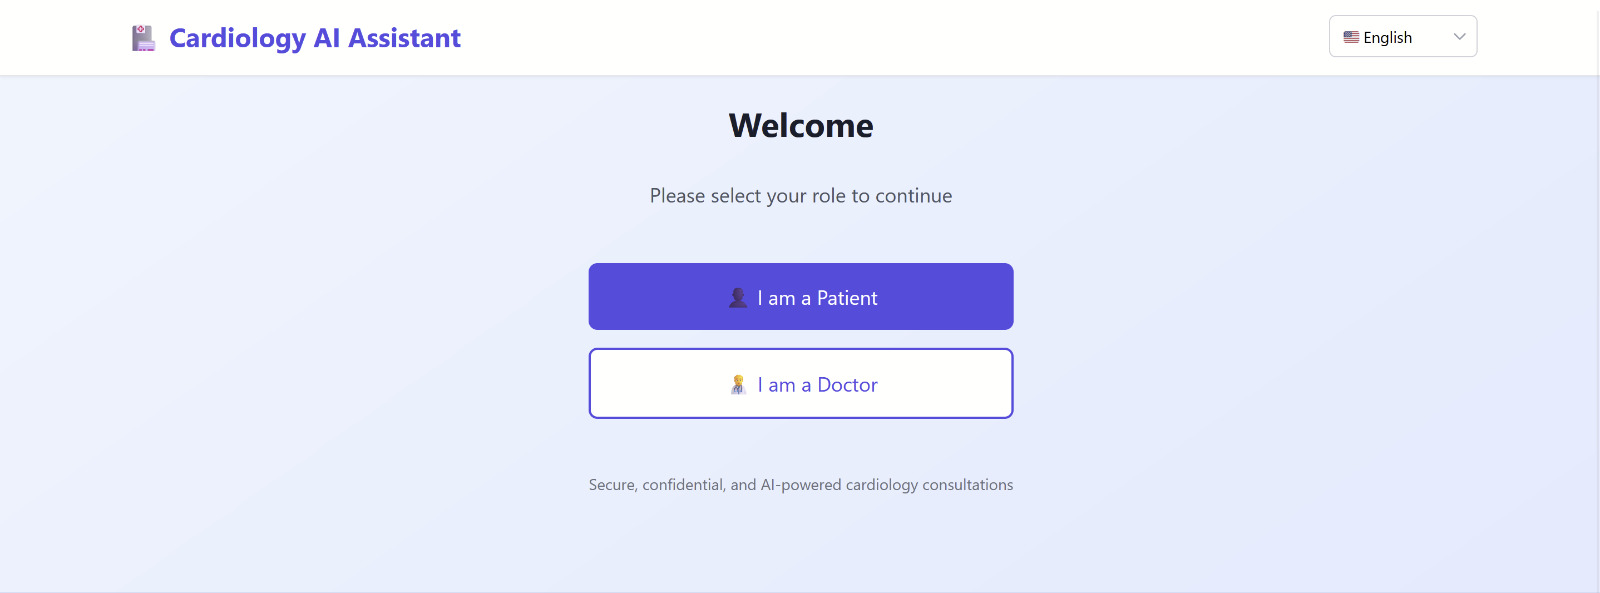 Cardiology AI Assistant
English
Welcome
Please select your role to continue
I am a Patient
I am a Doctor
Secure, confidential, and AI-powered cardiology consultations